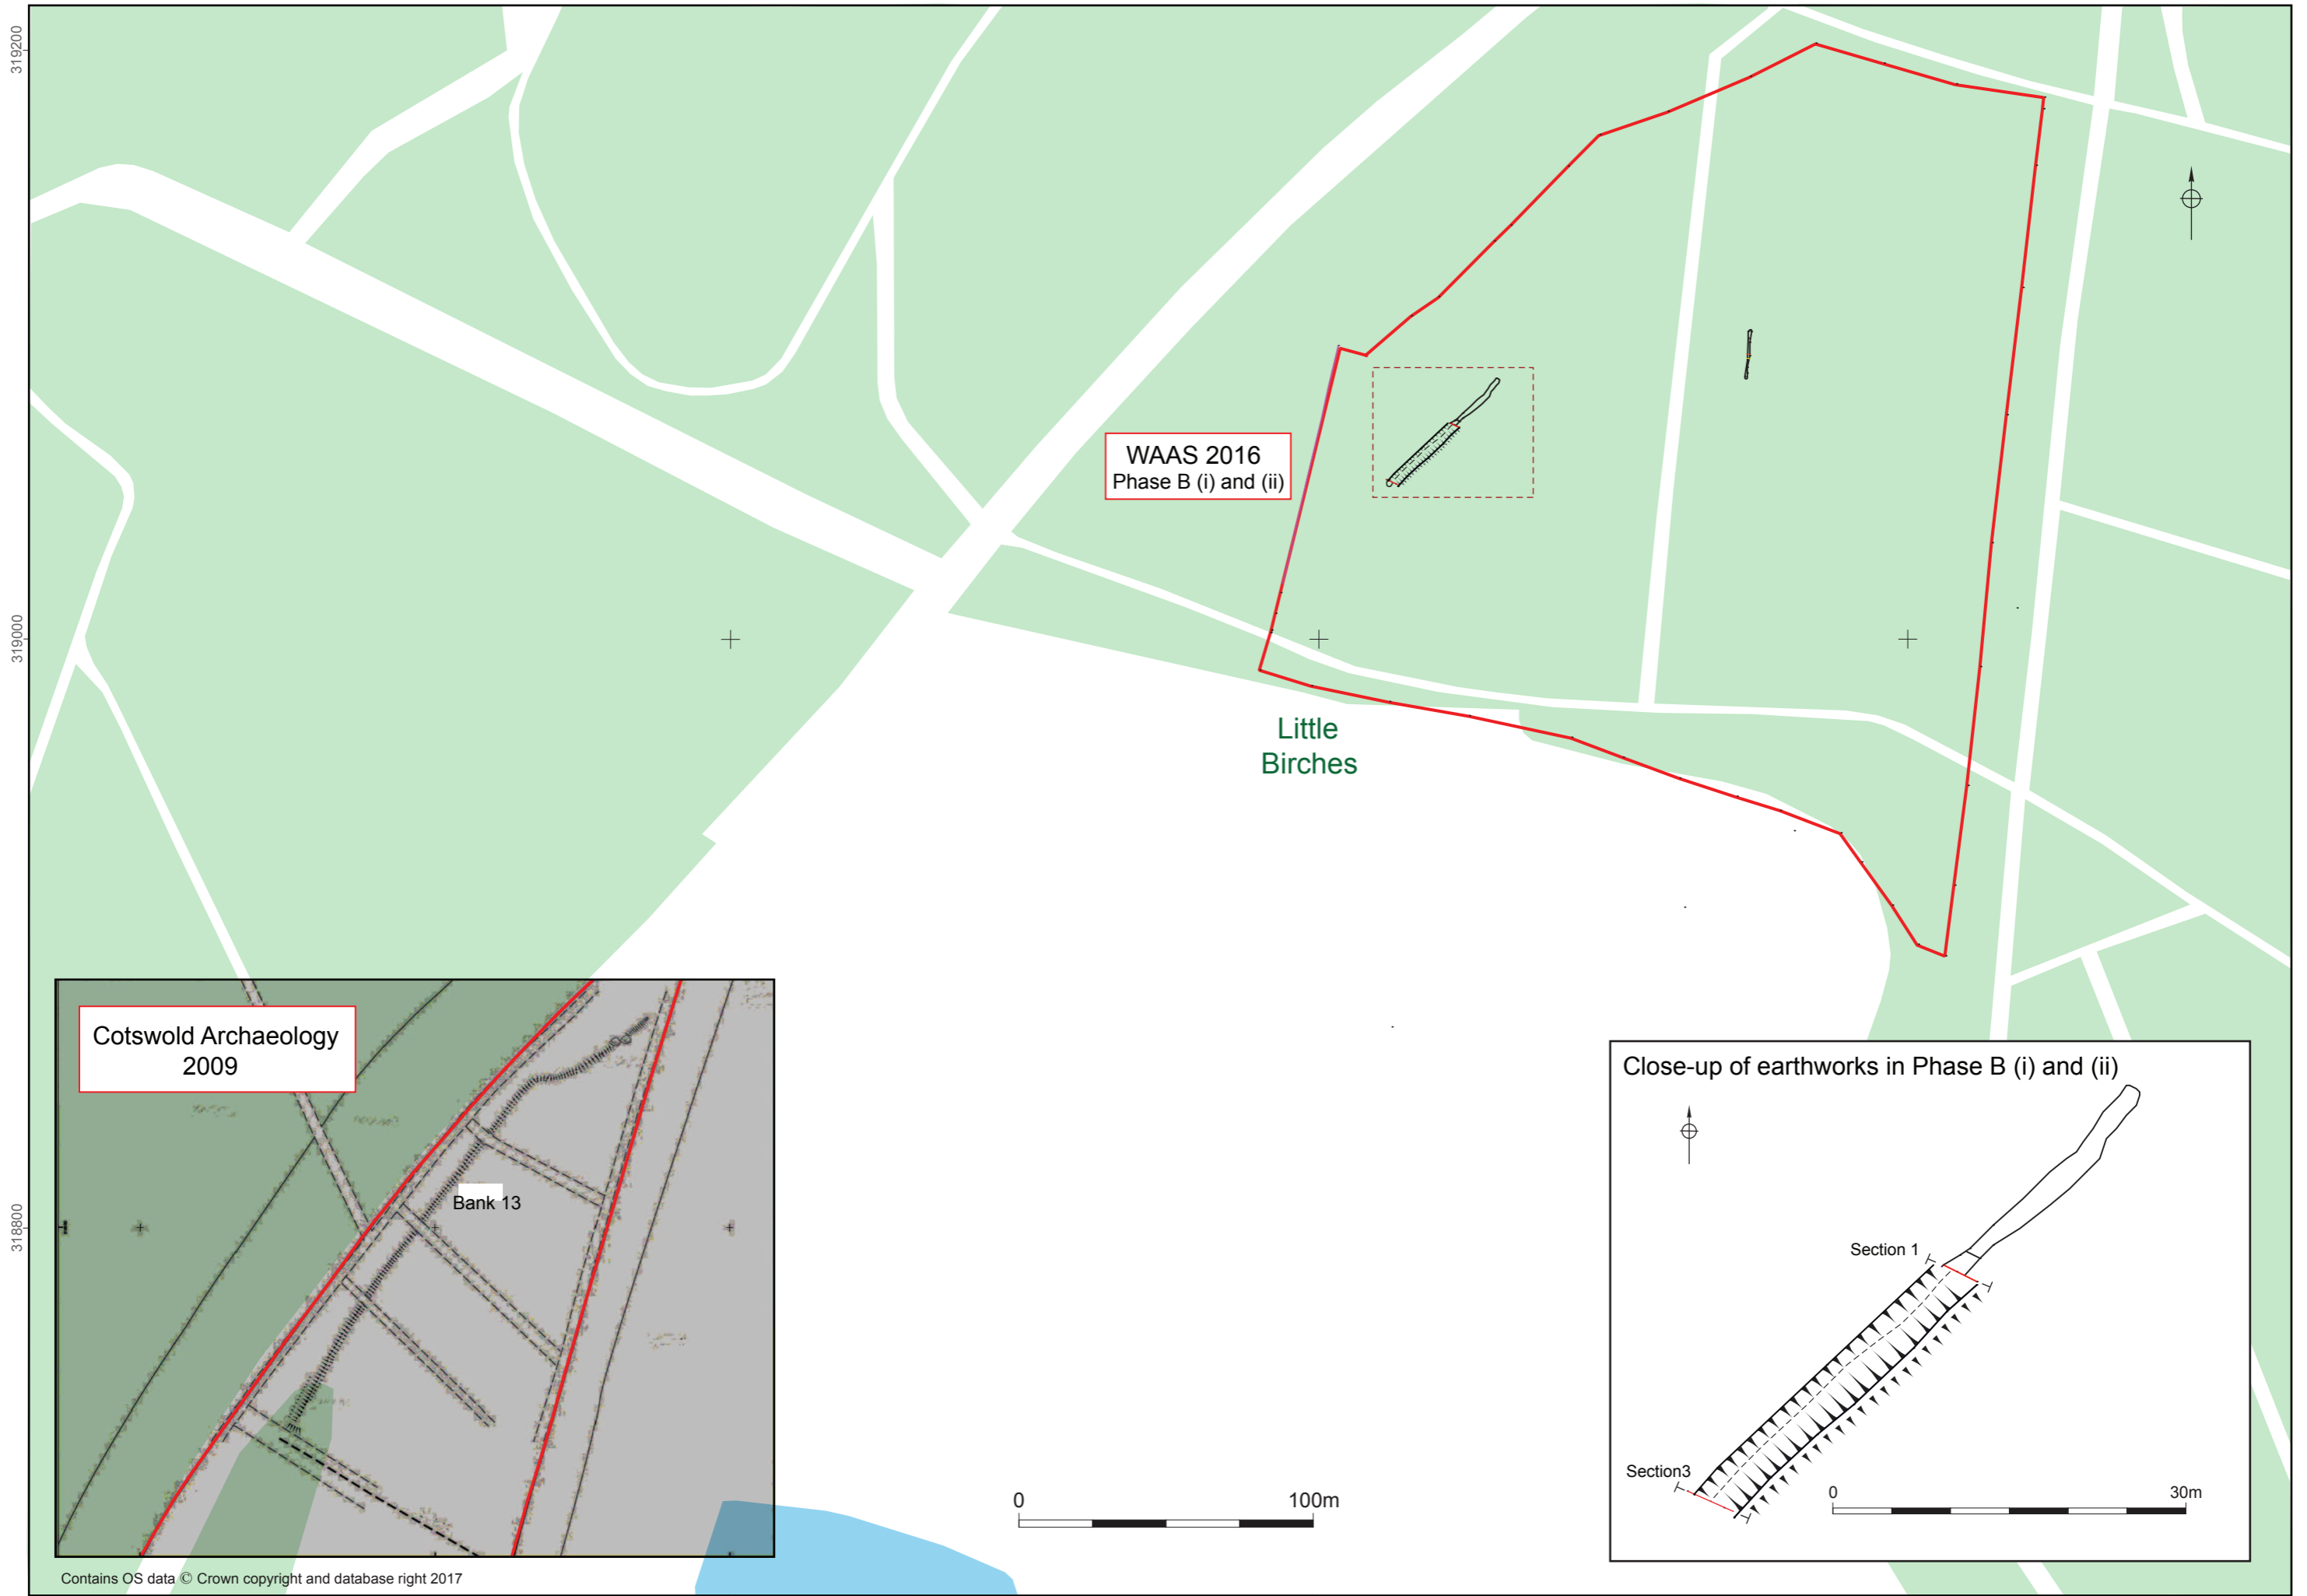 319200
319000
318800
WAAS 2016
Phase B (i) and (ii)
Little
Birches
Cotswold Archaeology
2009
Bank 13
0 100m
Close-up of earthworks in Phase B (i) and (ii)
Section 1
Section3
0 30m
Contains OS data © Crown copyright and database right 2017